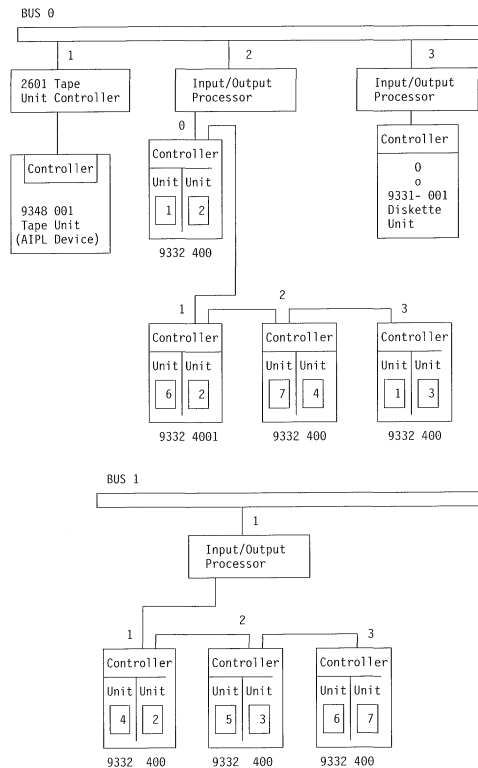 BUS 0
1 2 3
2601 Tape
Unit Controller
Input/Output
Processor
Input/Output
Processor
0
Controller
9348 001
Tape Unit
(AIPL Device)
Controller
Unit Unit
1 2
9332 400
Controller
0
o
9331- 001
Diskette
Unit
1 2 3
Controller
Unit Unit
6 2
9332 4001
Controller
Unit Unit
7 4
9332 400
Controller
Unit Unit
1 3
9332 400
BUS 1
1
Input/Output
Processor
1 2 3
Controller
Unit Unit
4 2
9332 400
Controller
Unit Unit
5 3
9332 400
Controller
Unit Unit
6 7
9332 400